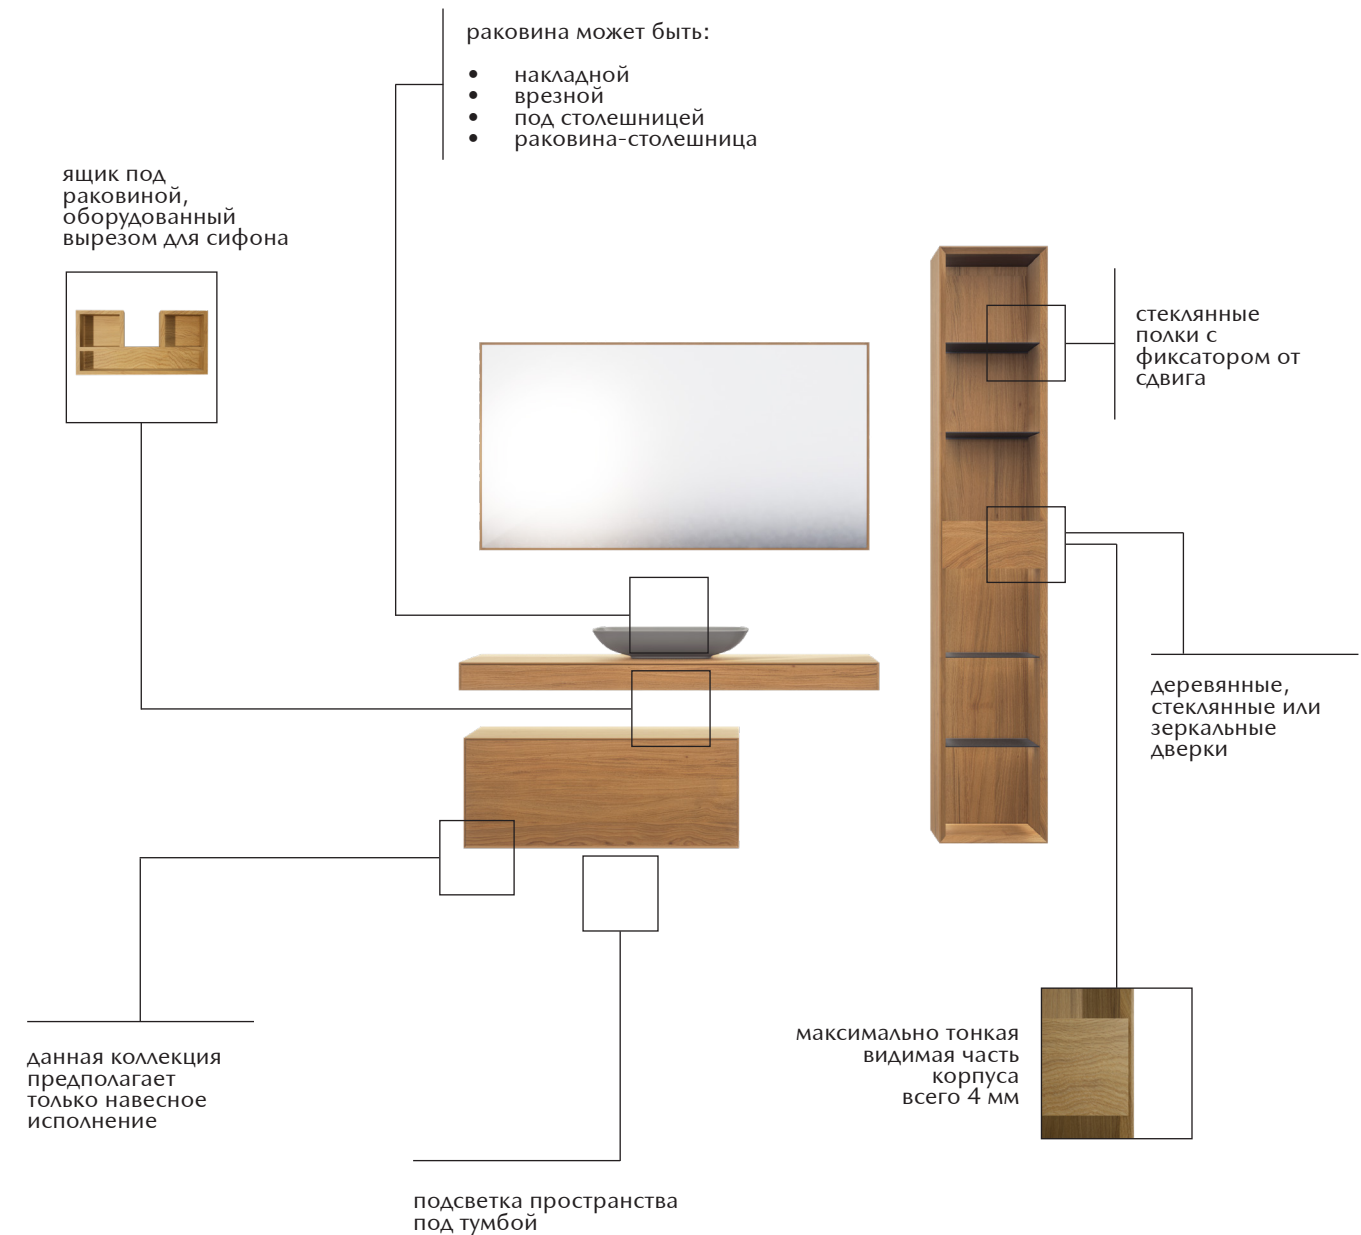 раковина может быть:
• накладной
• врезной
• под столешницей
• раковина-столешница
ящик под
раковиной,
оборудованный
вырезом для сифона
стеклянные
полки с
фиксатором от
сдвига
деревянные,
стеклянные или
зеркальные
дверки
максимально тонкая
видимая часть
корпуса
всего 4 мм
данная коллекция
предполагает
только навесное
исполнение
подсветка пространства
под тумбой